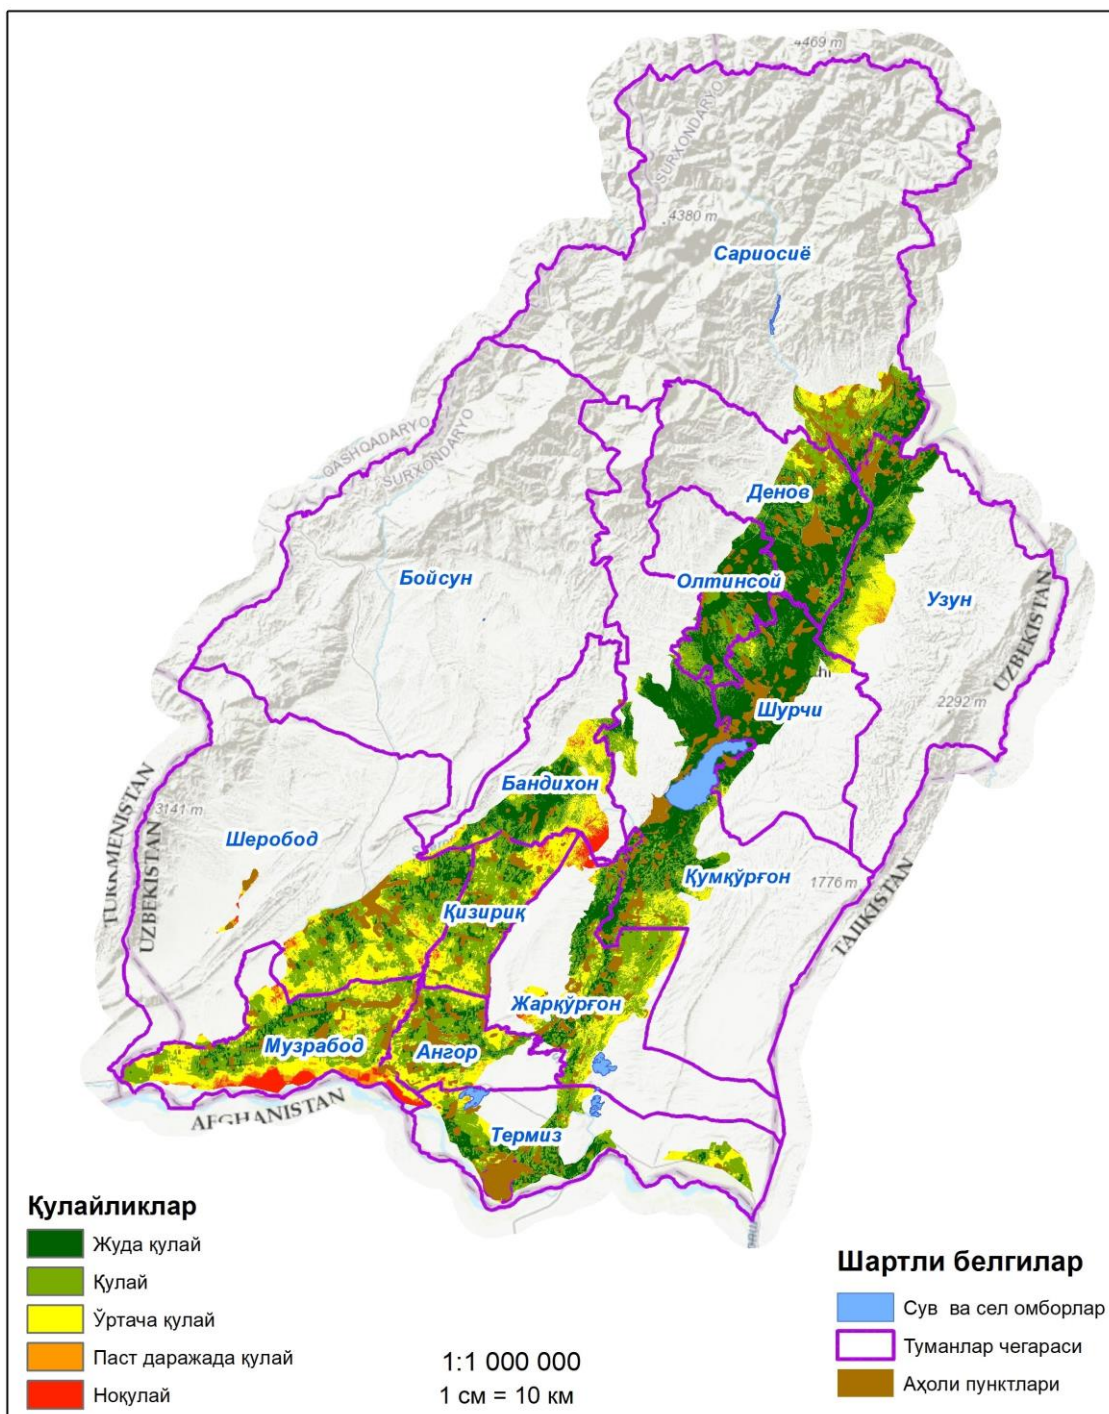 4469 m
SURXONDARYO
4380 m
Сариосиё
QASHQADARYO
SURXONDARYO
Денов
Бойсун
Олтинсой
Узун
UZBEKISTAN
2292 m
Шурчи
Бандихон
TURKMENISTAN
UZBEKISTAN
3141 m
Шеробод
Қумқўрғон
1776 m
TAJIKISTAN
Қизириқ
Жарқўрғон
Музрабод
Ангор
AFGHANISTAN
Термиз
Қулайликлар
Жуда қулай
Қулай
Ўртача қулай
Паст даражада қулай
Ноқулай
1:1 000 000
1 см = 10 км
Шартли белгилар
Сув ва сел омборлар
Туманлар чегараси
Аҳоли пунктлари